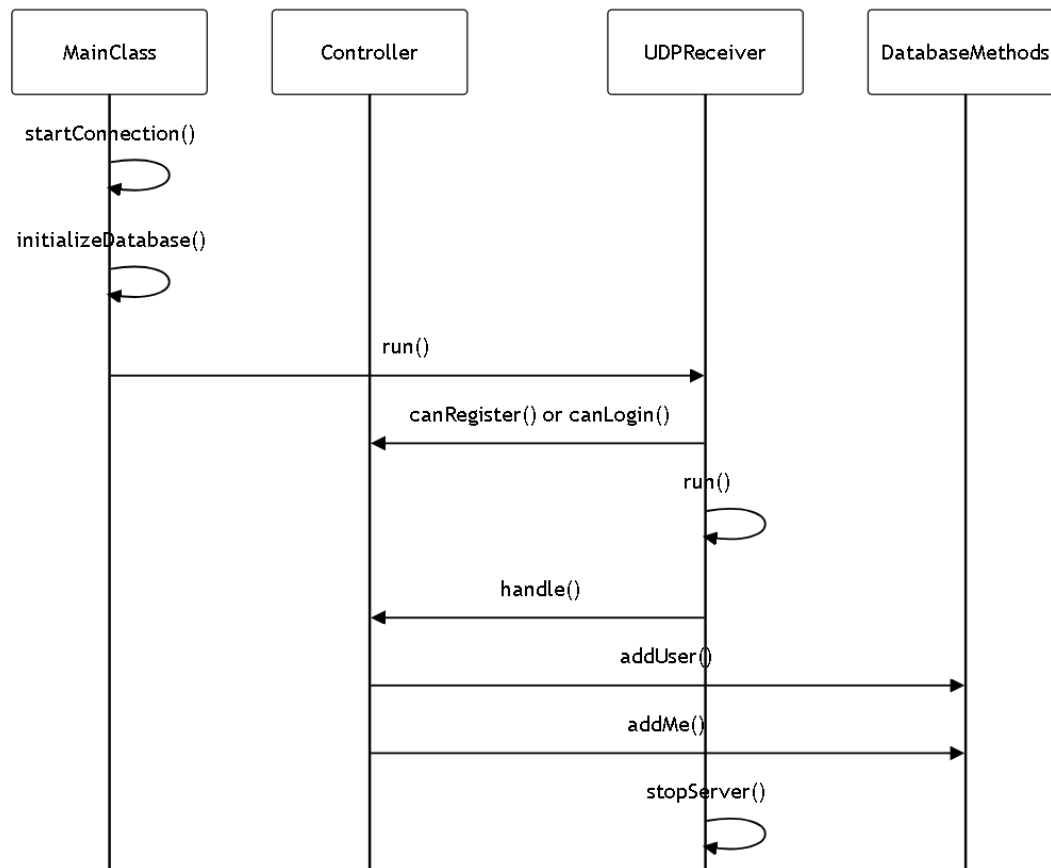 MainClass
Controller
UDPReceiver
DatabaseMethods
startConnection()
initializeDatabase()
run()
canRegister() or canLogin()
run()
handle()
addUser()
addMe()
stopServer()